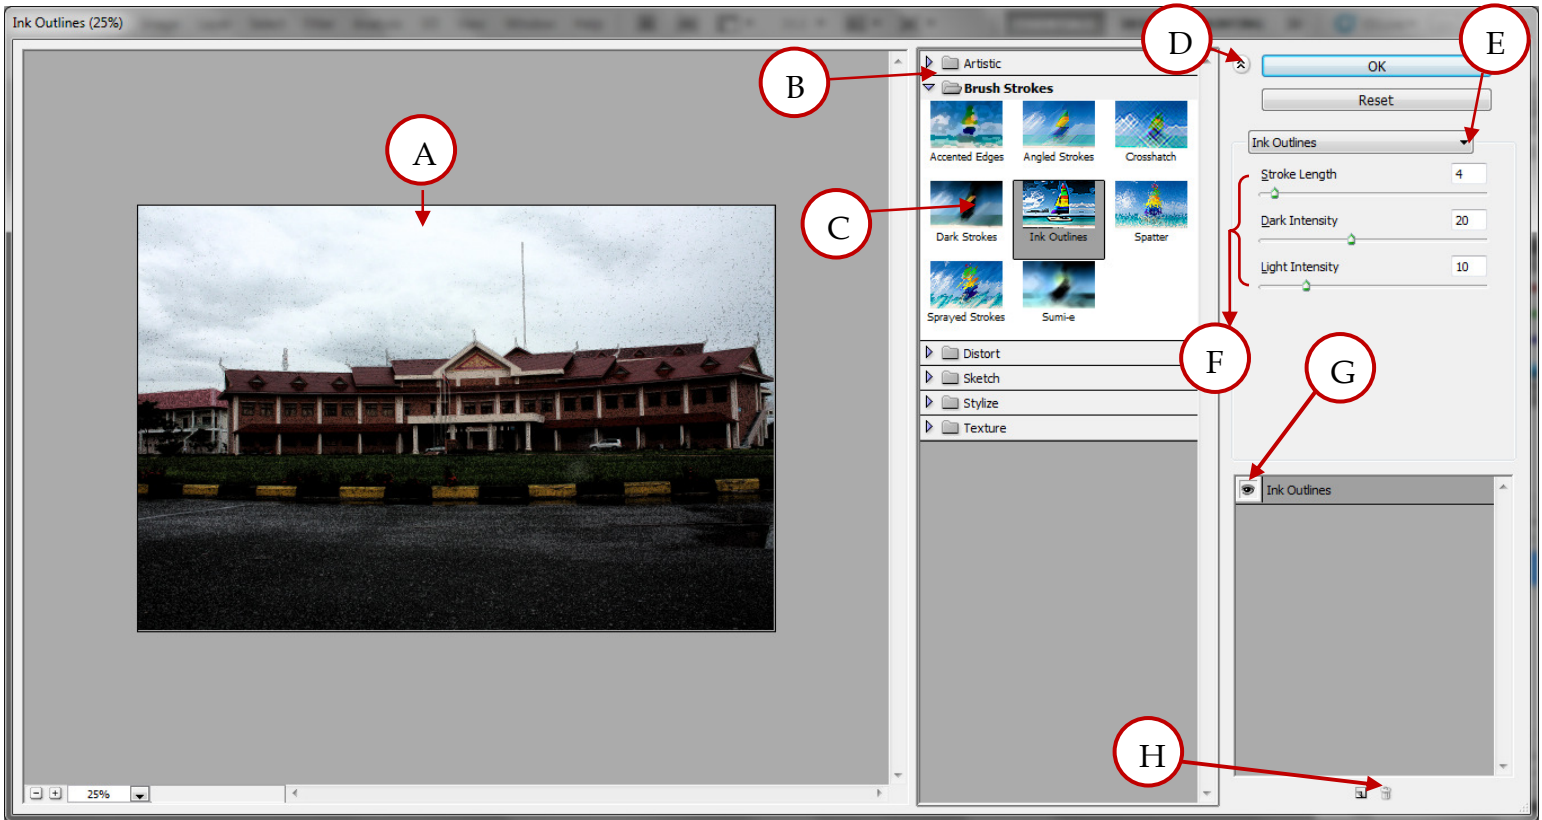 Ink Outlines (25%)
A
B
C
D
E
F
G
H
Artistic
Brush Strokes
Accented Edges
Angled Strokes
Crosshatch
Dark Strokes
Ink Outlines
Spatter
Sprayed Strokes
Sumi-e
Distort
Sketch
Stylize
Texture
OK
Reset
Ink Outlines
Stroke Length 4
Dark Intensity 20
Light Intensity 10
Ink Outlines
25%